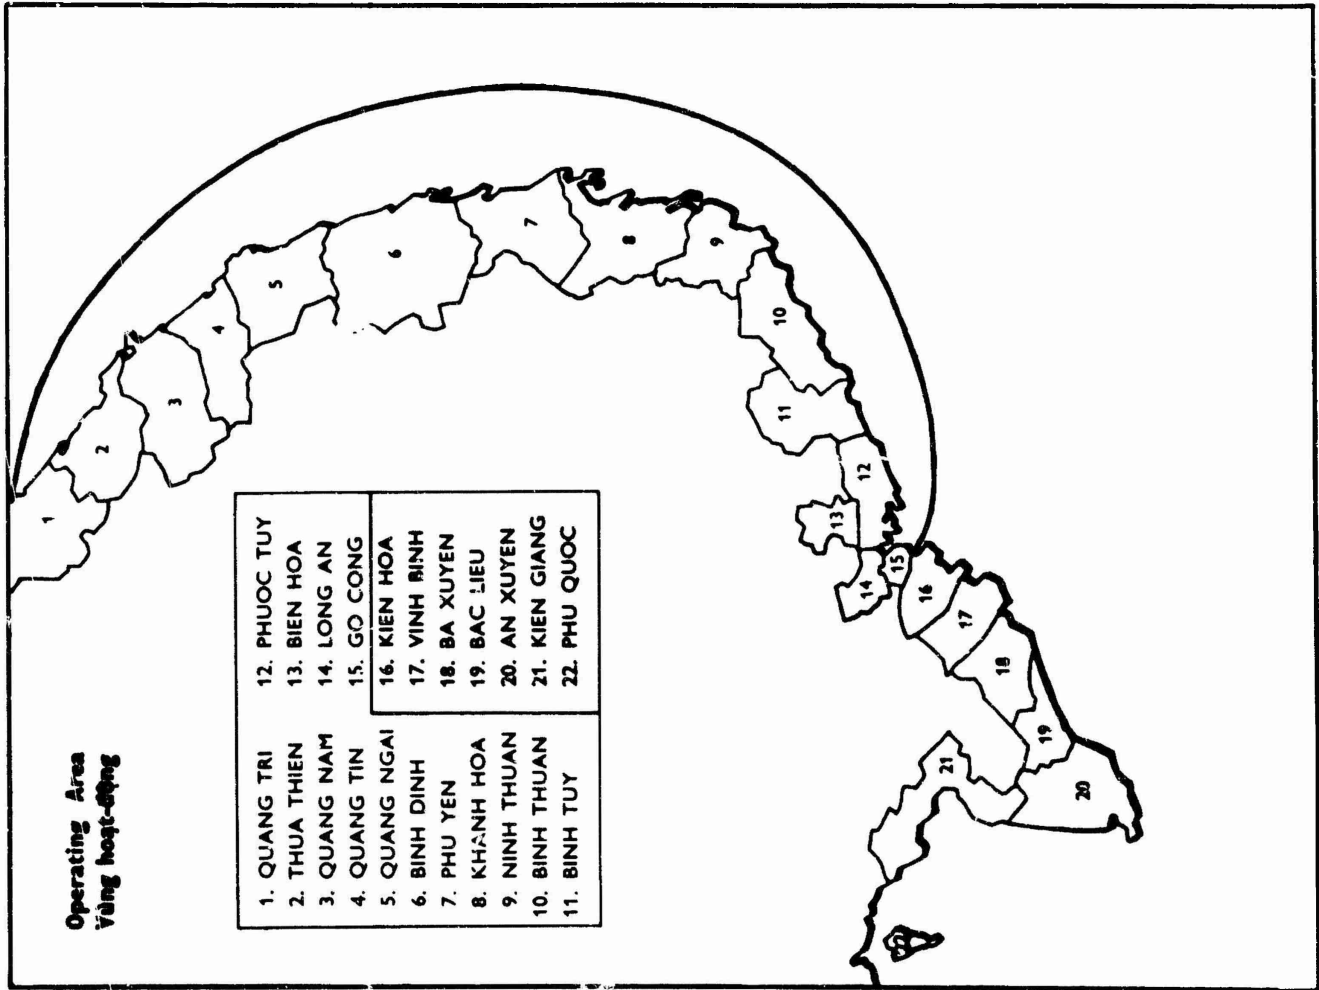 Operating Area
Vùng hoạt-động
1. QUANG TRI
2. THUA THIEN
3. QUANG NAM
4. QUANG TIN
5. QUANG NGAI
6. BINH DINH
7. PHU YEN
8. KHANH HOA
9. NINH THUAN
10. BINH THUAN
11. BINH TUY
12. PHUOC TUY
13. BIEN HOA
14. LONG AN
15. GO CONG
16. KIEN HOA
17. VINH BINH
18. BA XUYEN
19. BAC LIEU
20. AN XUYEN
21. KIEN GIANG
22. PHU QUOC
1
2
3
4
5
6
7
8
9
10
11
12
13
14
15
16
17
18
19
20
21
22